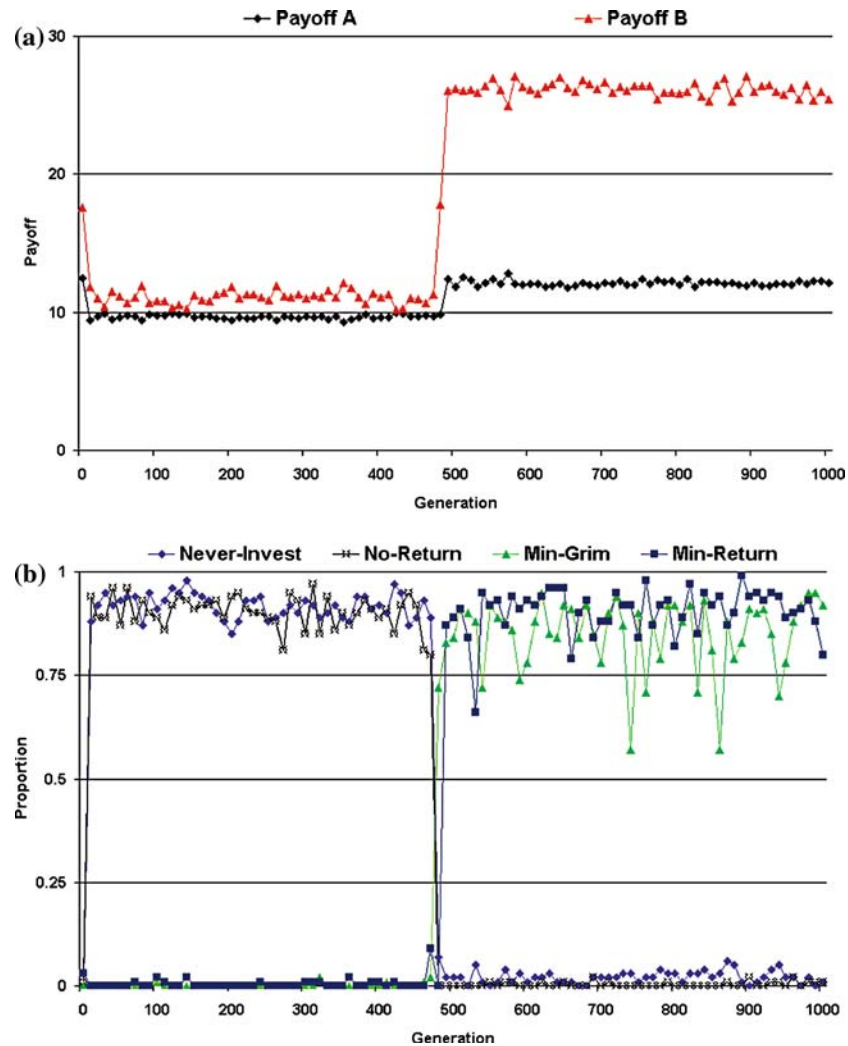 (a)
Payoff A Payoff B
30
20
10
0
Payoff
0 100 200 300 400 500 600 700 800 900 1000
Generation
(b)
Never-Invest No-Return Min-Grim Min-Return
1
0.75
0.5
0.25
0
Proportion
0 100 200 300 400 500 600 700 800 900 1000
Generation